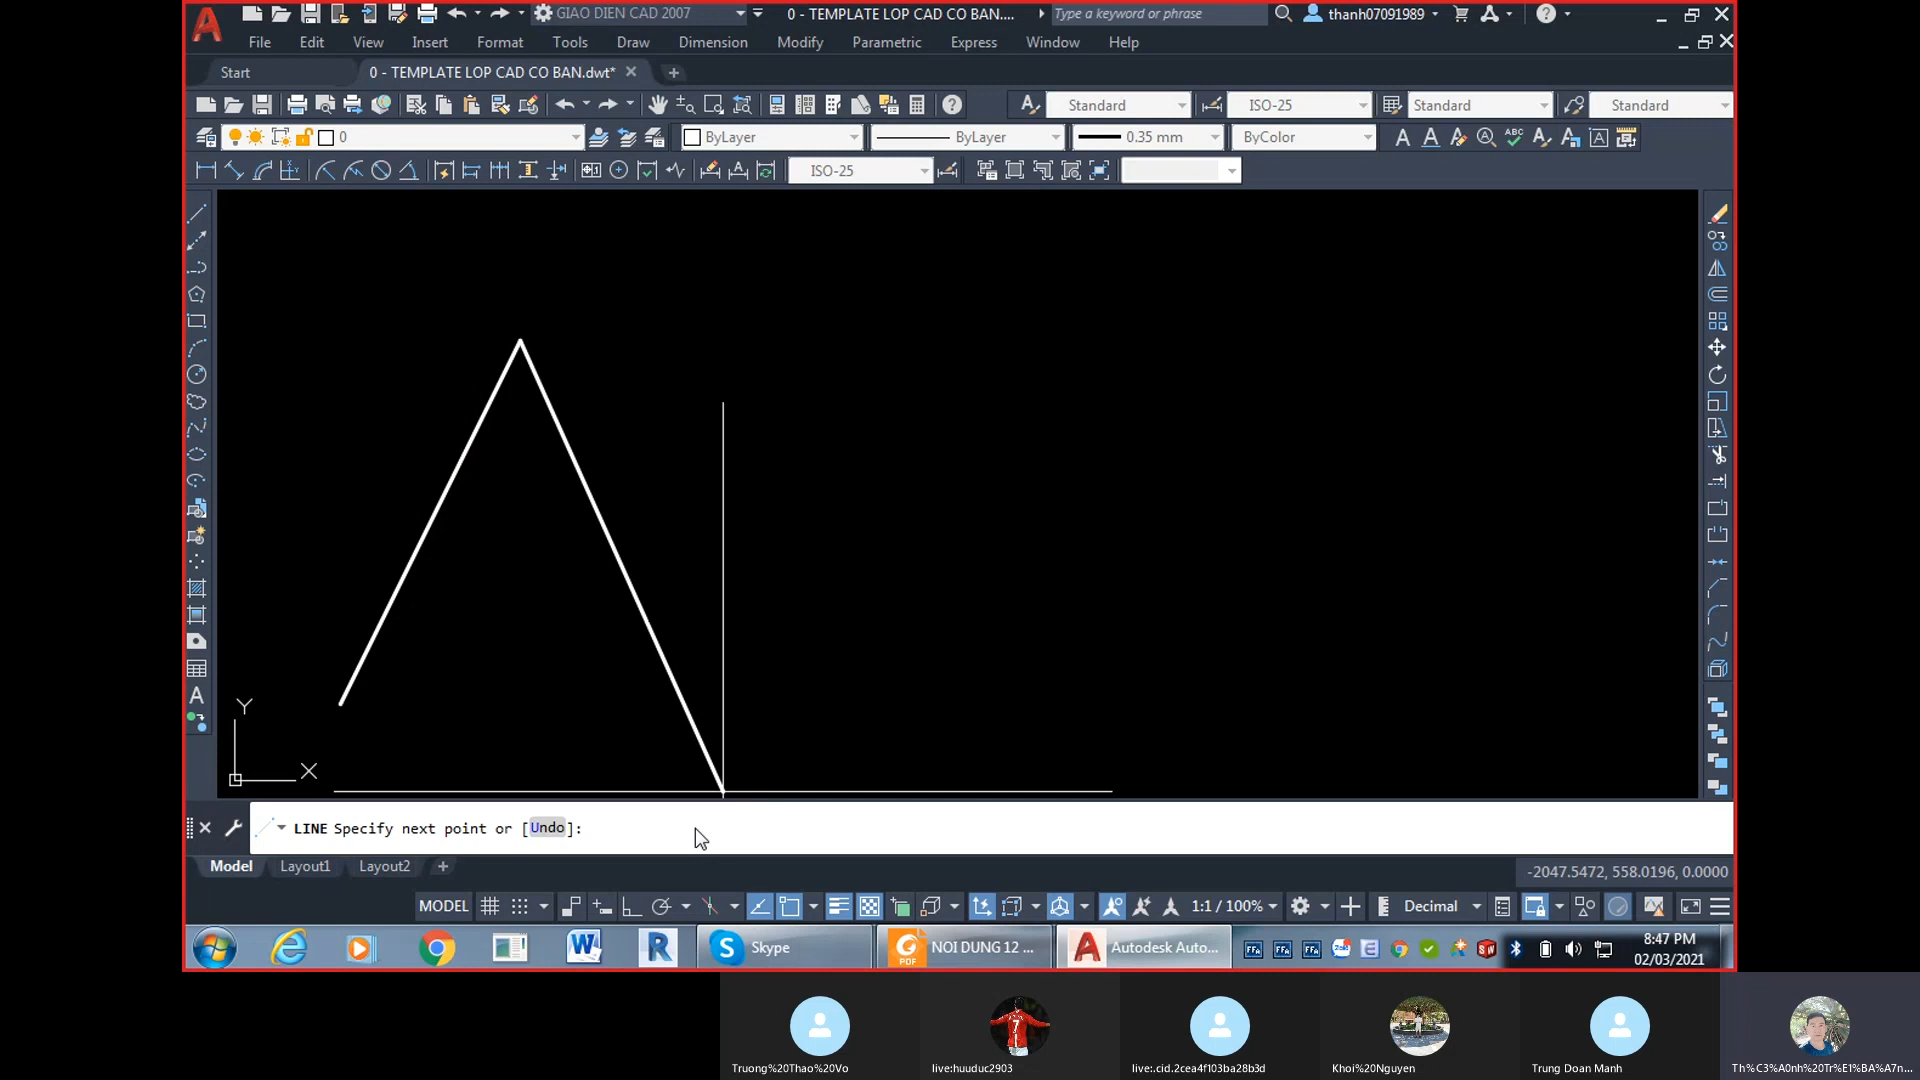 GIAO DIEN CAD 2007
0 - TEMPLATE LOP CAD CO BAN....
Type a keyword or phrase
thanh07091989
File Edit View Insert Format Tools Draw Dimension Modify Parametric Express Window Help
Start
0 - TEMPLATE LOP CAD CO BAN.dwt*
Standard ISO-25 Standard Standard
0 ByLayer ByLayer 0.35 mm ByColor
ISO-25
Y
X
LINE Specify next point or [Undo]:
Model Layout1 Layout2
-2047.5472, 558.0196, 0.0000
MODEL 1:1 / 100% Decimal
Skype NOI DUNG 12 ... Autodesk Auto...
8:47 PM
02/03/2021
Truong%20Thao%20Vo live:huuduc2903 live:.cid.2cea4f103ba28b3d Khoi%20Nguyen Trung Doan Manh Th%C3%A0nh%20Tr%E1%BA%A7n...